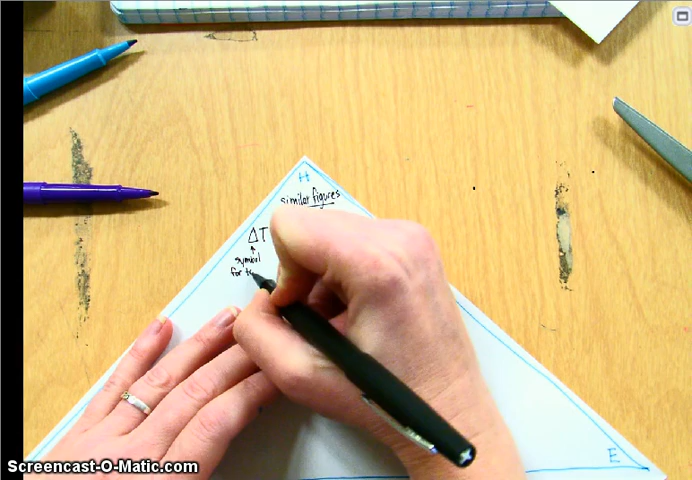 H
similar figures
ΔT
↑
symbol
for t
E
Screencast-O-Matic.com